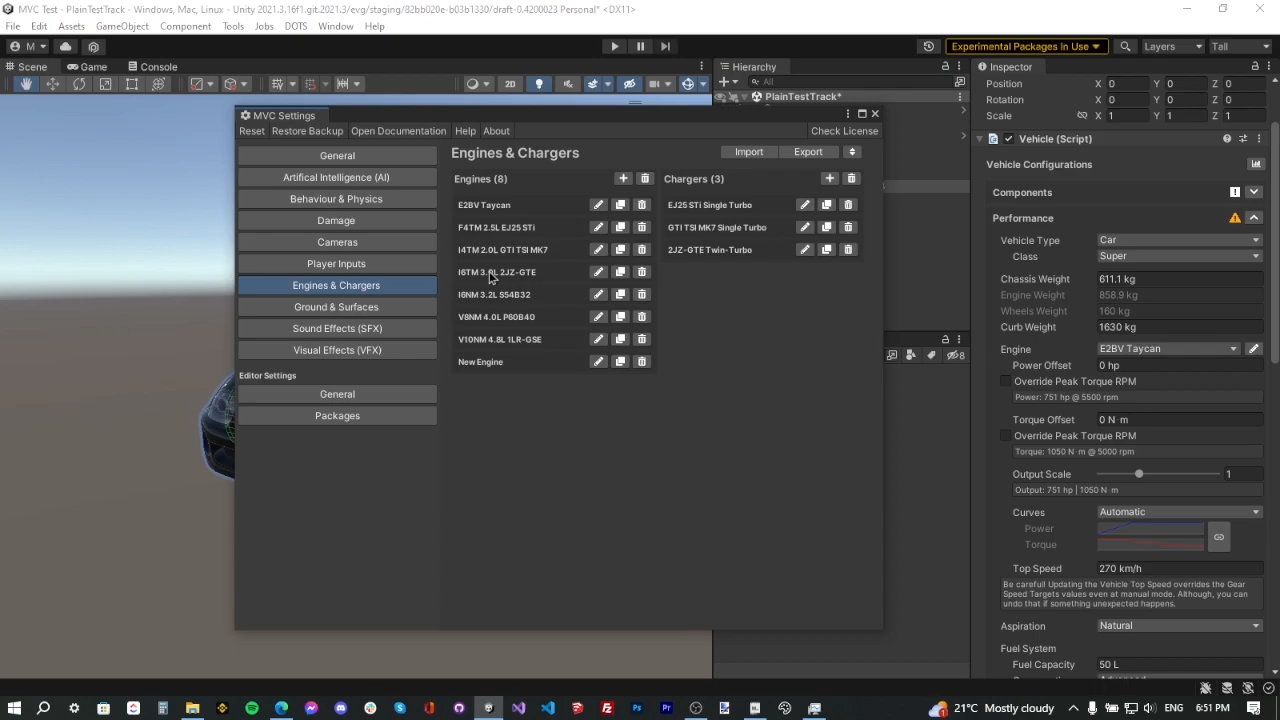 MVC Test - PlainTestTrack - Windows, Mac, Linux - Unity 2021.3.16f1.git.2021.3/evg/staging/82bb020e-b03b1330/draft-0.4200023 Personal* <DX11>
File Edit Assets GameObject Component Tools Jobs DOTS Window Help
M Experimental Packages In Use Layers Tall
Scene Game Console
2D
Hierarchy
All
PlainTestTrack*
8
Inspector
Position X 0 Y 0 Z 0
Rotation X 0 Y 0 Z 0
Scale X 1 Y 1 Z 1
Vehicle (Script)
Vehicle Configurations
Components
Performance
Vehicle Type Car
Class Super
Chassis Weight 611.1 kg
Engine Weight 858.9 kg
Wheels Weight 160 kg
Curb Weight 1630 kg
Engine E2BV Taycan
Power Offset 0 hp
Override Peak Torque RPM
Power: 751 hp @ 5500 rpm
Torque Offset 0 N·m
Override Peak Torque RPM
Torque: 1050 N·m @ 5000 rpm
Output Scale 1
Output: 751 hp | 1050 N·m
Curves Automatic
Power
Torque
Top Speed 270 km/h
Be careful! Updating the Vehicle Top Speed overrides the Gear
Speed Targets values even at manual mode. Although, you can
undo that if something unexpected happens.
Aspiration Natural
Fuel System
Fuel Capacity 50 L
MVC Settings
Reset Restore Backup Open Documentation Help About Check License
General
Artificial Intelligence (AI)
Behaviour & Physics
Damage
Cameras
Player Inputs
Engines & Chargers
Ground & Surfaces
Sound Effects (SFX)
Visual Effects (VFX)
Editor Settings
General
Packages
Engines & Chargers Import Export
Engines (8)
E2BV Taycan
F4TM 2.5L EJ25 STi
I4TM 2.0L GTI TSI MK7
I6TM 3.0L 2JZ-GTE
I6NM 3.2L S54B32
V8NM 4.0L P60B40
V10NM 4.8L 1LR-GSE
New Engine
Chargers (3)
EJ25 STi Single Turbo
GTI TSI MK7 Single Turbo
2JZ-GTE Twin-Turbo
21°C Mostly cloudy ENG 6:51 PM